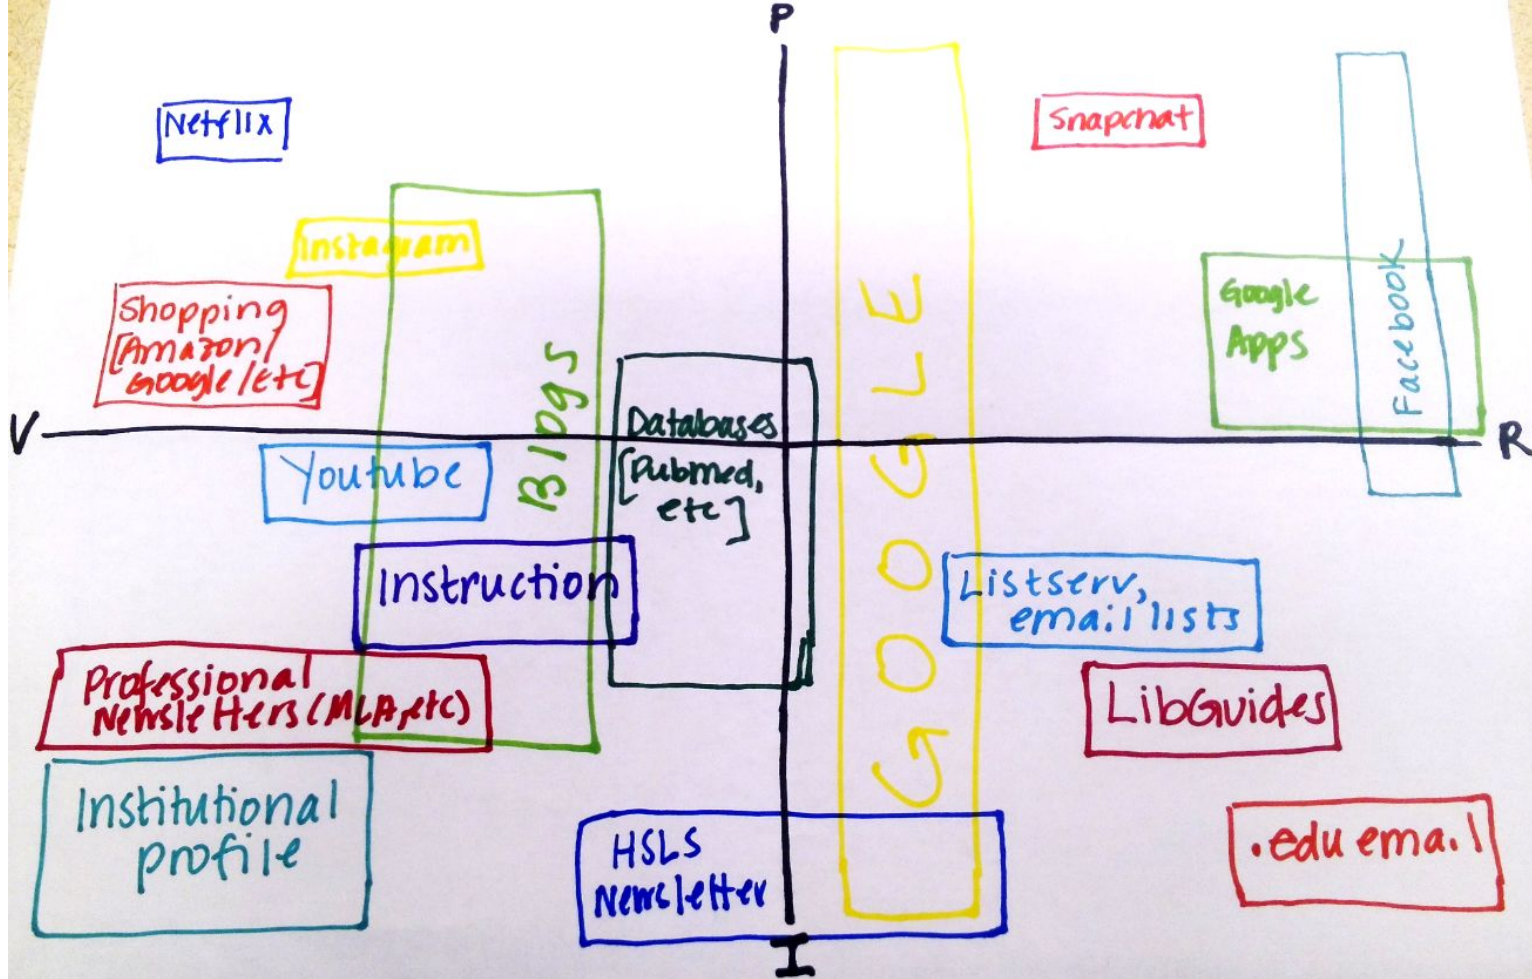 P
Netflix
Snapchat
Instagram
Shopping
[Amazon/
Google/etc]
Blogs
GOOGLE
Google
Apps
Facebook
V
R
Databases
[Pubmed,
etc]
Youtube
Instruction
Listserv,
email lists
Professional
Newsletters (MLA, etc)
LibGuides
Institutional
profile
HSLS
Newsletter
.edu email
I